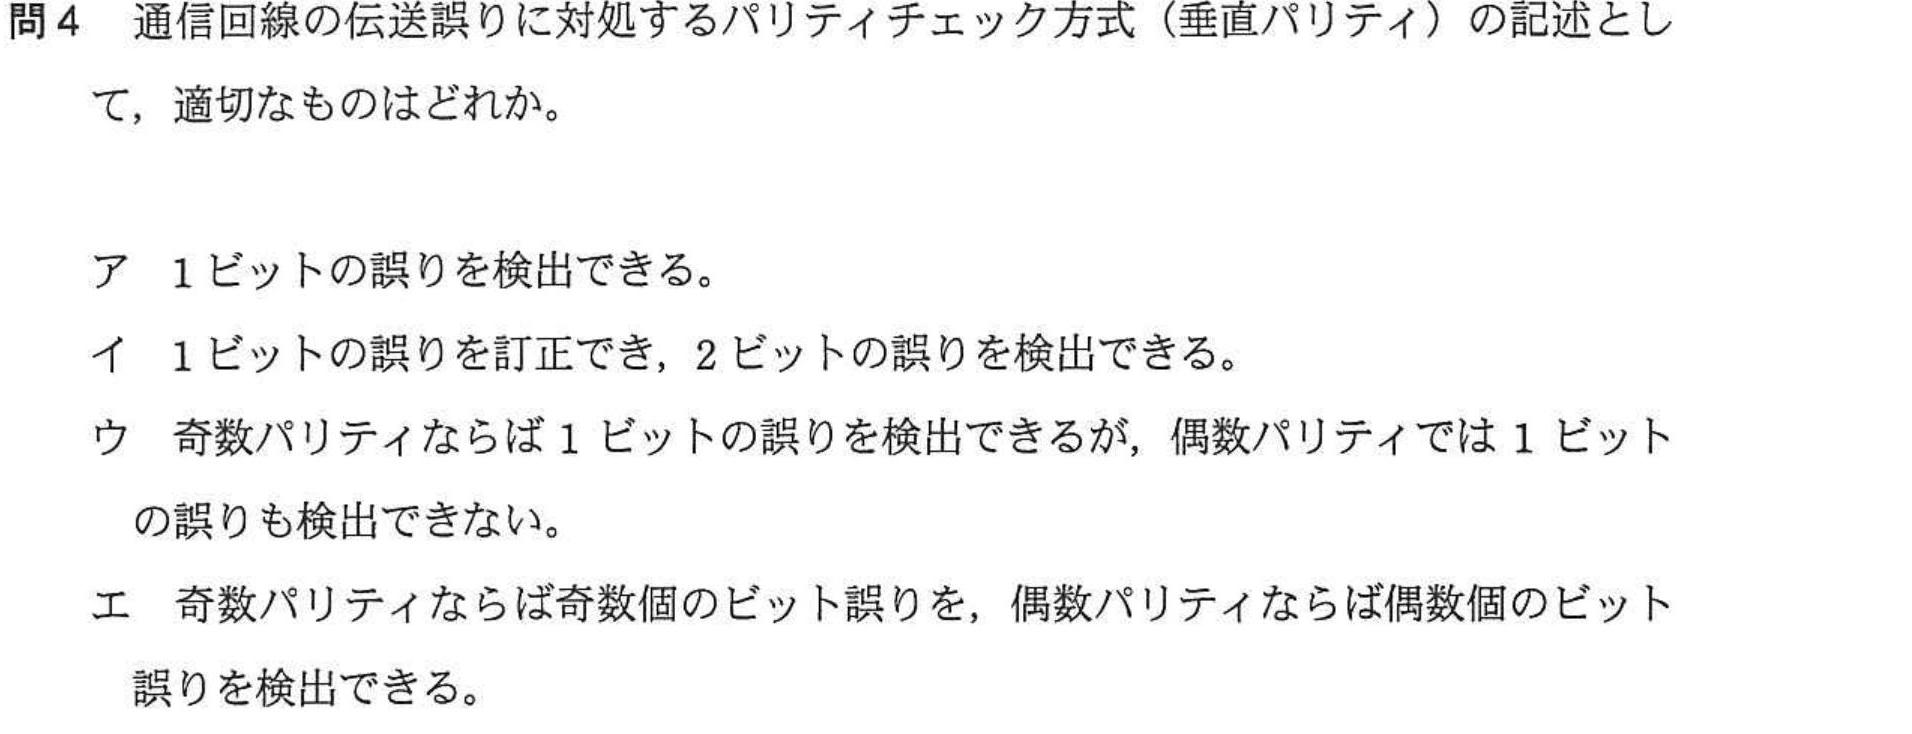 問4 通信回線の伝送誤りに対処するパリティチェック方式（垂直パリティ）の記述とし
て，適切なものはどれか。
ア 1ビットの誤りを検出できる。
イ 1ビットの誤りを訂正でき，2ビットの誤りを検出できる。
ウ 奇数パリティならば1ビットの誤りを検出できるが，偶数パリティでは1ビット
の誤りも検出できない。
エ 奇数パリティならば奇数個のビット誤りを，偶数パリティならば偶数個のビット
誤りを検出できる。